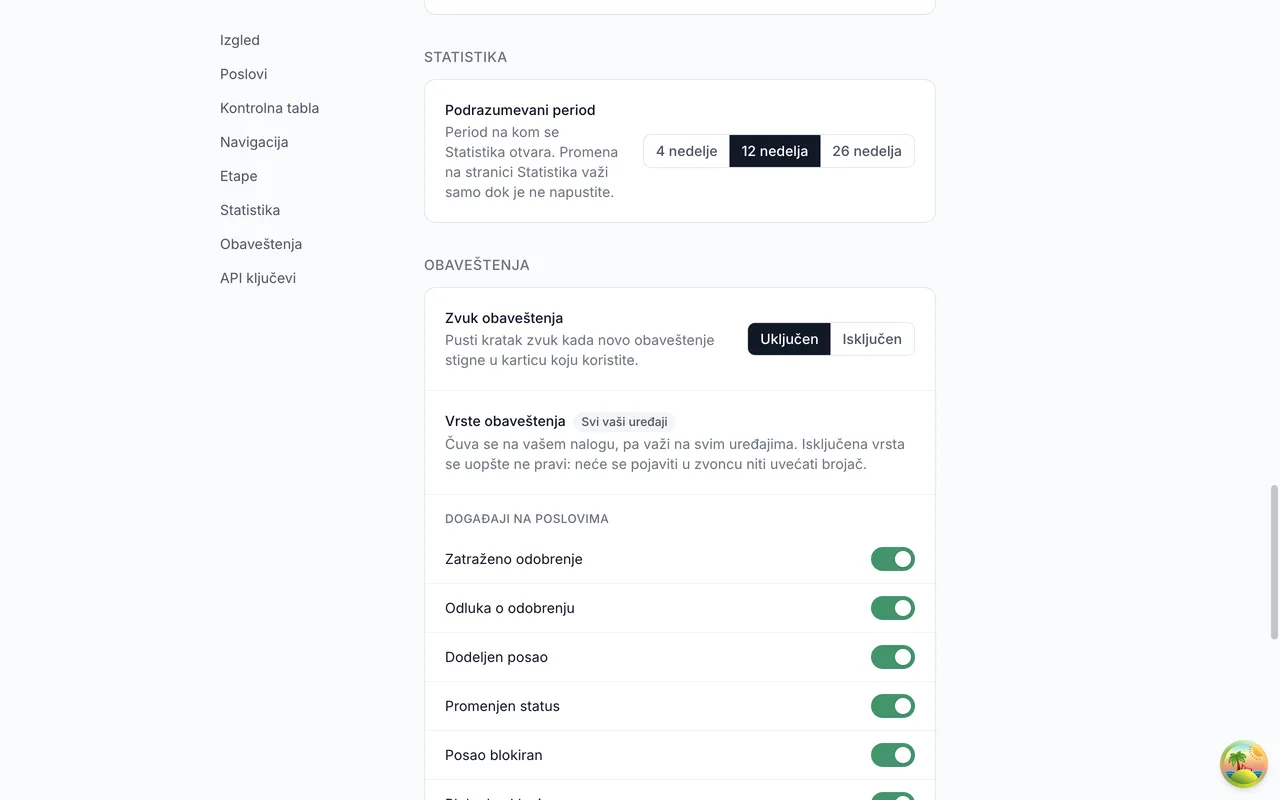 Izgled
Poslovi
Kontrolna tabla
Navigacija
Etape
Statistika
Obaveštenja
API ključevi
STATISTIKA
Podrazumevani period
Period na kom se
Statistika otvara. Promena
na stranici Statistika važi
samo dok je ne napustite.
4 nedelje
12 nedelja
26 nedelja
OBAVEŠTENJA
Zvuk obaveštenja
Pusti kratak zvuk kada novo obaveštenje
stigne u karticu koju koristite.
Uključen
Isključen
Vrste obaveštenja
Svi vaši uređaji
Čuva se na vašem nalogu, pa važi na svim uređajima. Isključena vrsta
se uopšte ne pravi: neće se pojaviti u zvoncu niti uvećati brojač.
DOGAĐAJI NA POSLOVIMA
Zatraženo odobrenje
Odluka o odobrenju
Dodeljen posao
Promenjen status
Posao blokiran